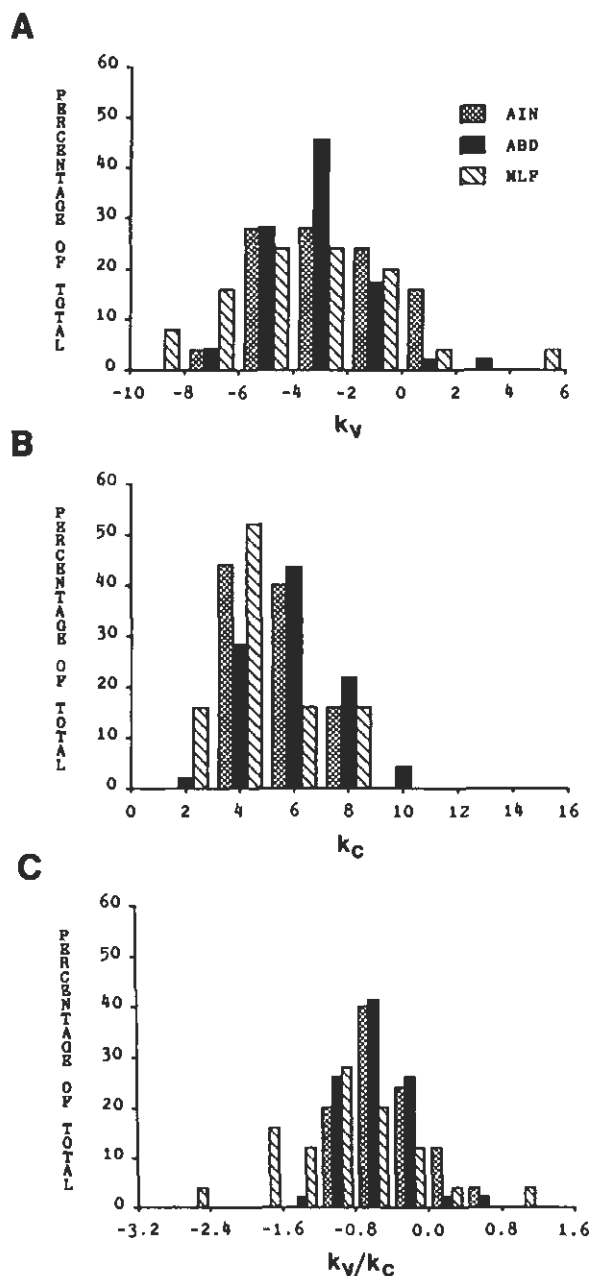 A
PERCENTAGE OF TOTAL
60
50
40
30
20
10
0
-10 -8 -6 -4 -2 0 2 4 6
kV
AIN
ABD
MLF
B
PERCENTAGE OF TOTAL
60
50
40
30
20
10
0
0 2 4 6 8 10 12 14 16
kC
C
PERCENTAGE OF TOTAL
60
50
40
30
20
10
0
-3.2 -2.4 -1.6 -0.8 0.0 0.8 1.6
kV/kC